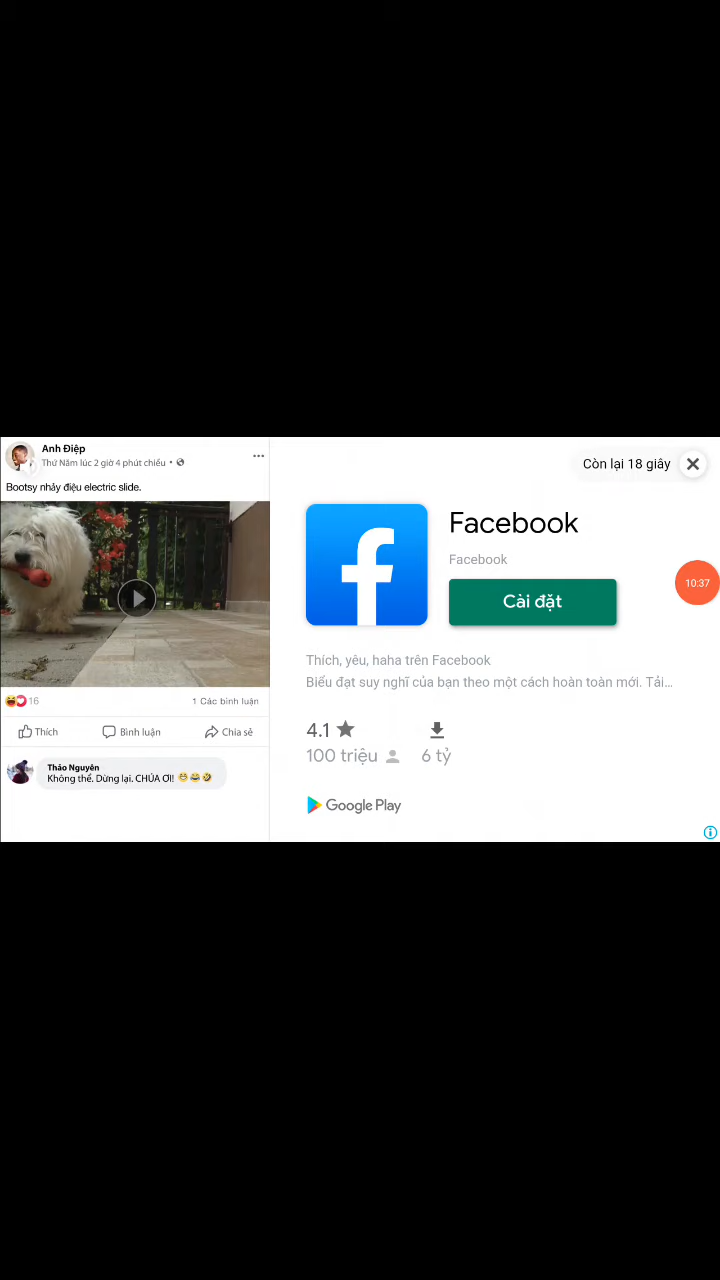 Anh Điệp
Thứ Năm lúc 2 giờ 4 phút chiều •
Bootsy nhảy điệu electric slide.
16
1 Các bình luận
Thích
Bình luận
Chia sẻ
Thảo Nguyên
Không thể. Dừng lại. CHÚA ƠI! 😁😂🤣
Còn lại 18 giây
Facebook
Facebook
Cài đặt
10:37
Thích, yêu, haha trên Facebook
Biểu đạt suy nghĩ của bạn theo một cách hoàn toàn mới. Tải...
4.1 ★
100 triệu
6 tỷ
Google Play